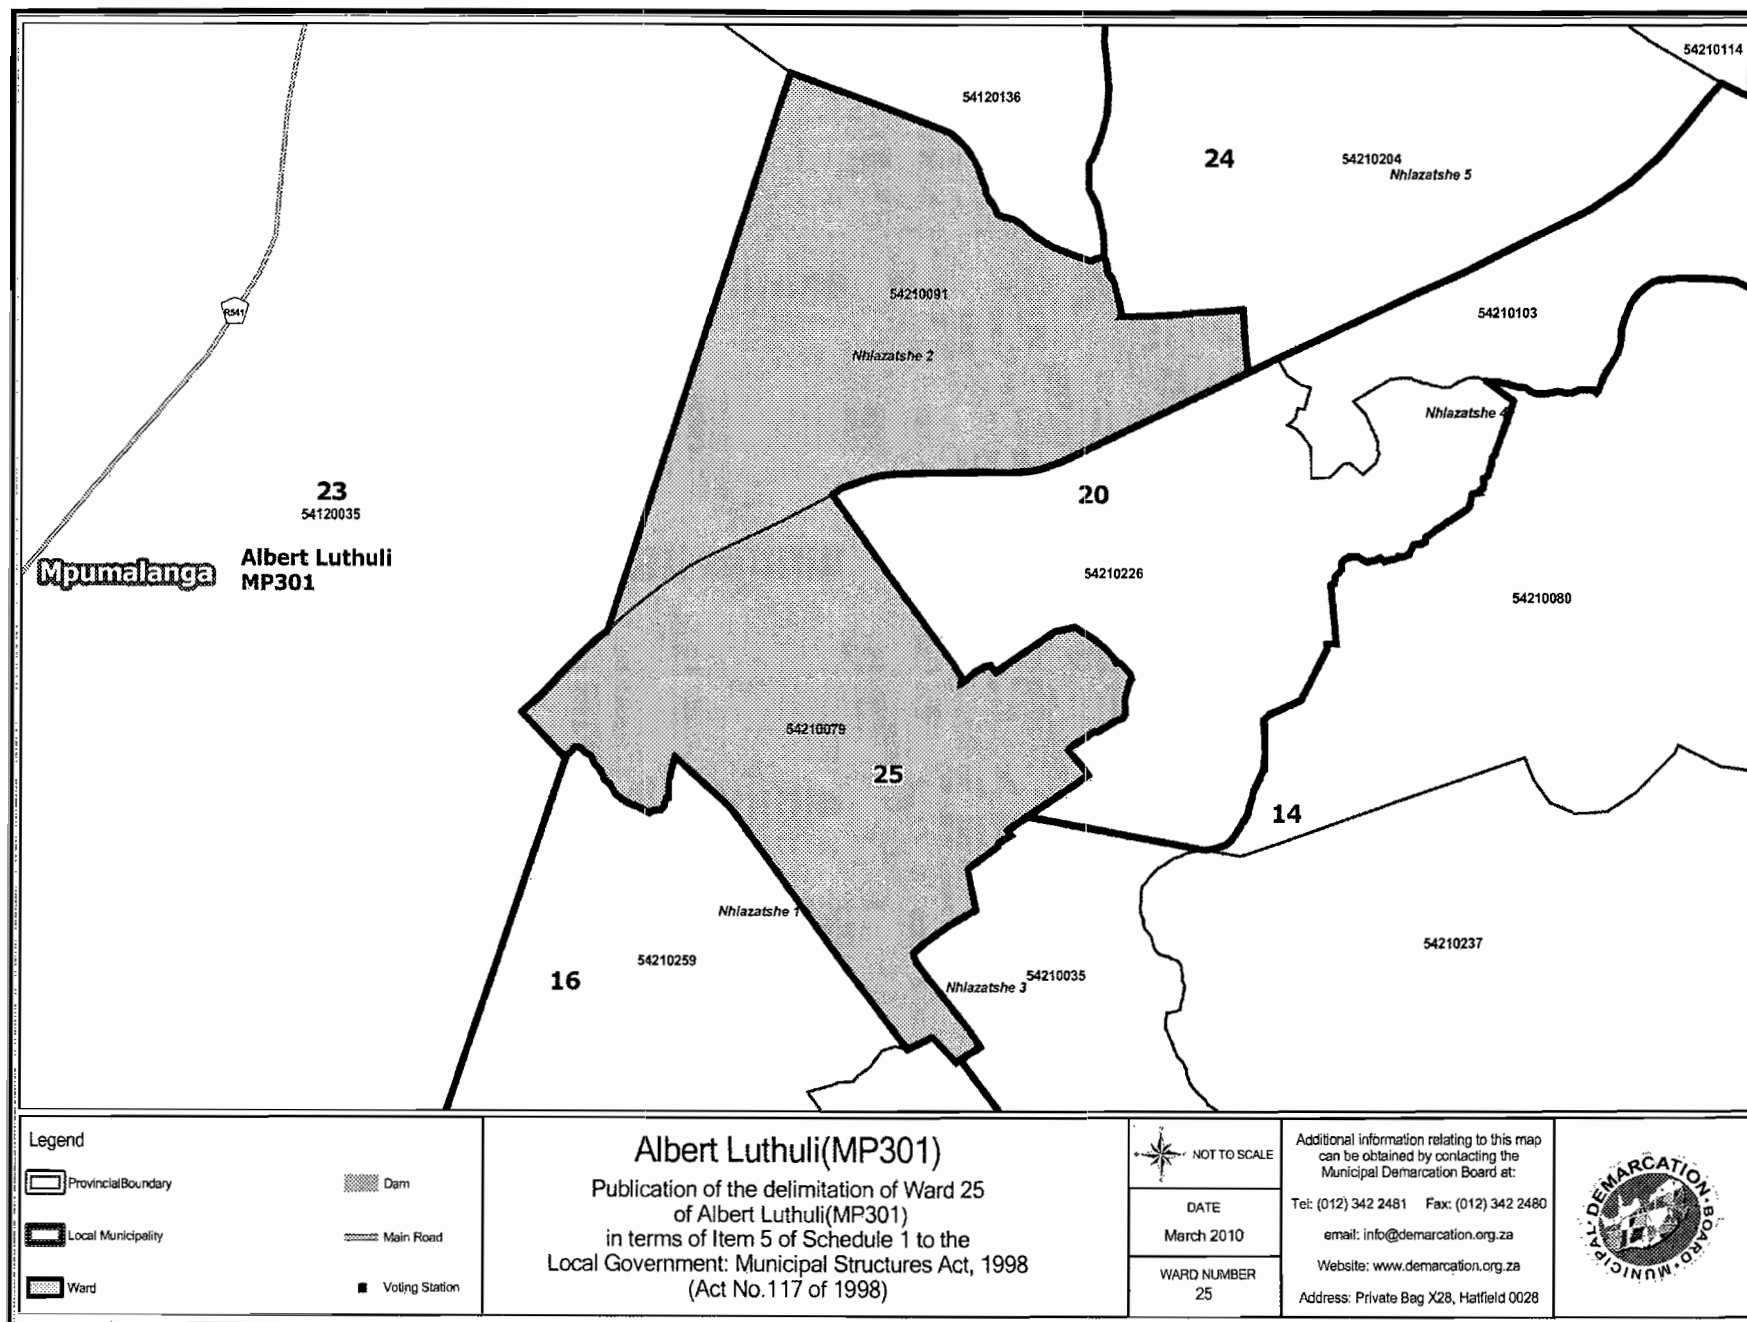 54210114
54120136
24
54210204
Nhlazatshe 5
54210091
R541
54210103
Nhlazatshe 2
Nhlazatshe 4
23
54120035
20
Mpumalanga
Albert Luthuli
MP301
54210226
54210080
54210079
25
14
Nhlazatshe 1
54210259
16
54210237
54210035
Nhlazatshe 3
Legend
Provincial Boundary
Local Municipality
Ward
Dam
Main Road
Voting Station
Albert Luthuli(MP301)
Publication of the delimitation of Ward 25
of Albert Luthuli(MP301)
in terms of Item 5 of Schedule 1 to the
Local Government: Municipal Structures Act, 1998
(Act No.117 of 1998)
NOT TO SCALE
DATE
March 2010
WARD NUMBER
25
Additional information relating to this map
can be obtained by contacting the
Municipal Demarcation Board at:
Tel: (012) 342 2481 Fax: (012) 342 2480
email: info@demarcation.org.za
Website: www.demarcation.org.za
Address: Private Bag X28, Hatfield 0028
MUNICIPAL DEMARCATION BOARD